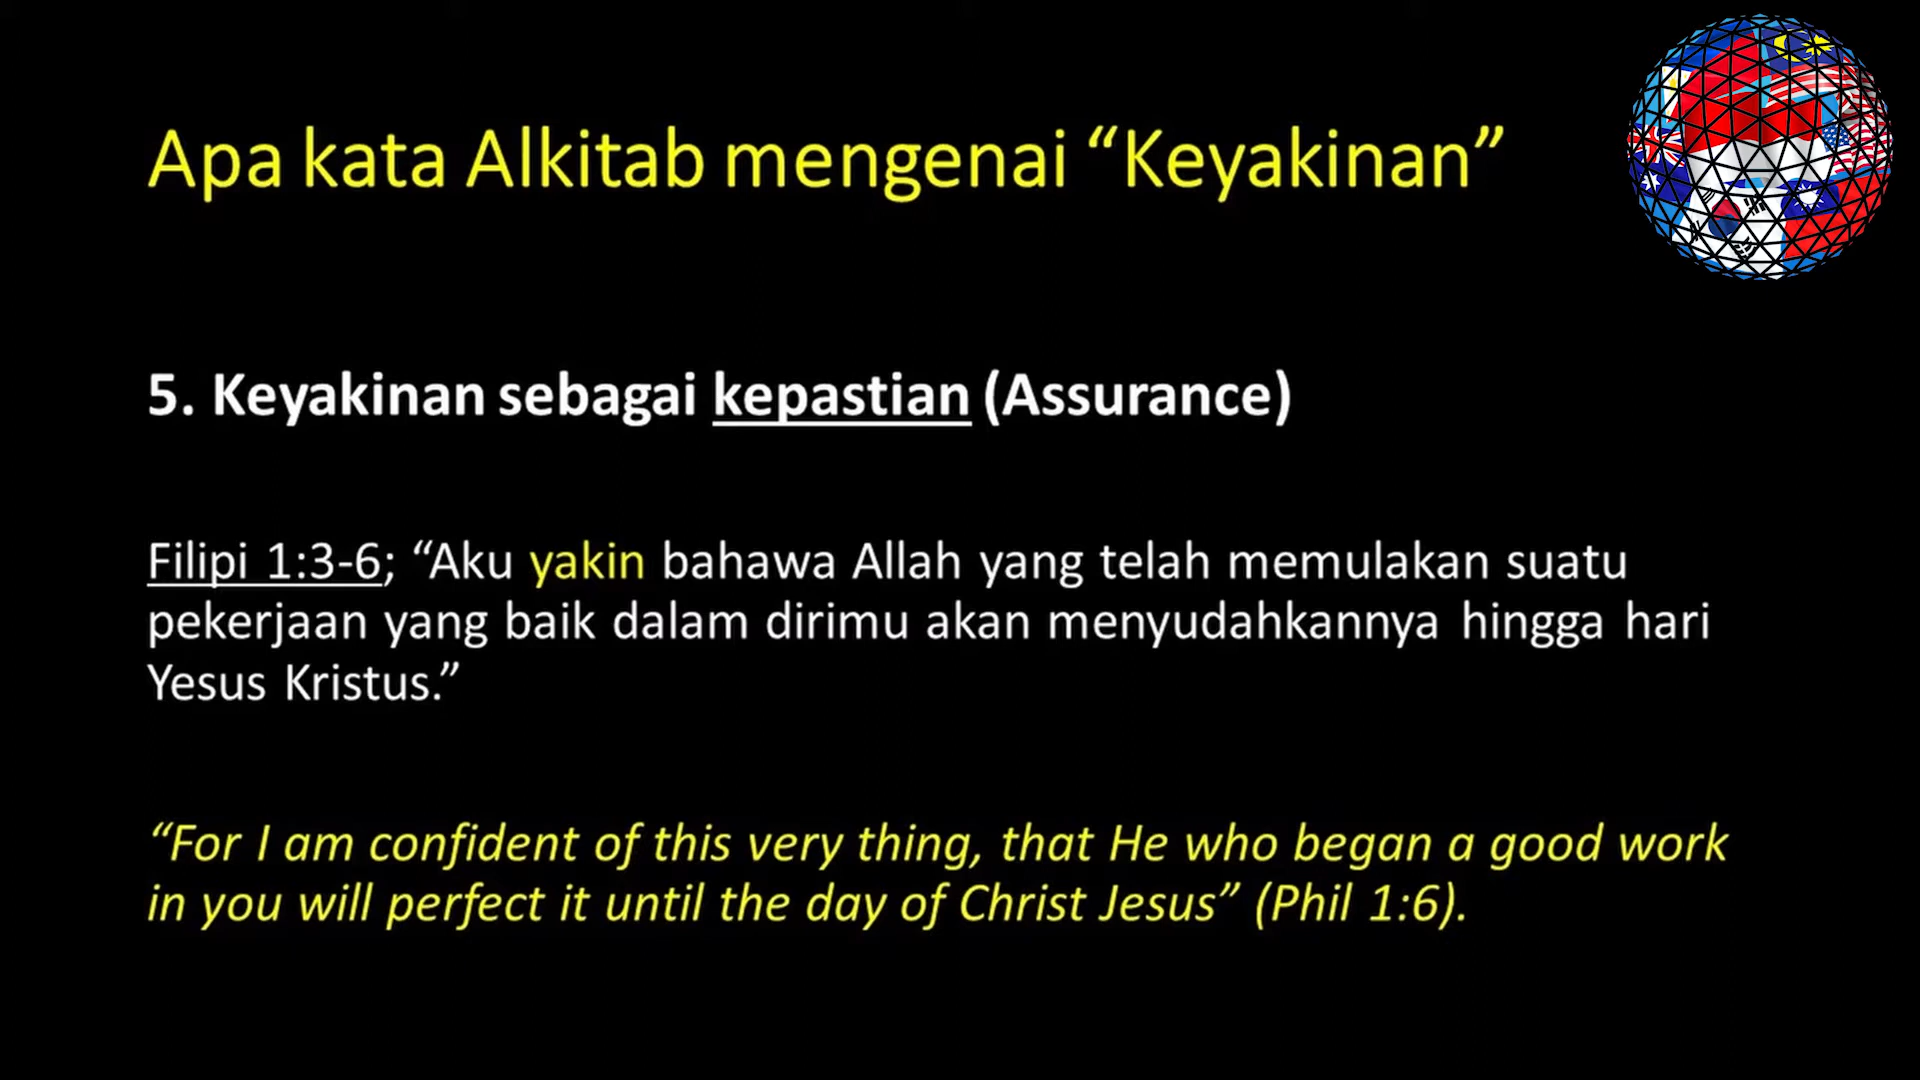 Apa kata Alkitab mengenai “Keyakinan”
5. Keyakinan sebagai kepastian (Assurance)
Filipi 1:3-6; “Aku yakin bahawa Allah yang telah memulakan suatu
pekerjaan yang baik dalam dirimu akan menyudahkannya hingga hari
Yesus Kristus.”
“For I am confident of this very thing, that He who began a good work
in you will perfect it until the day of Christ Jesus” (Phil 1:6).